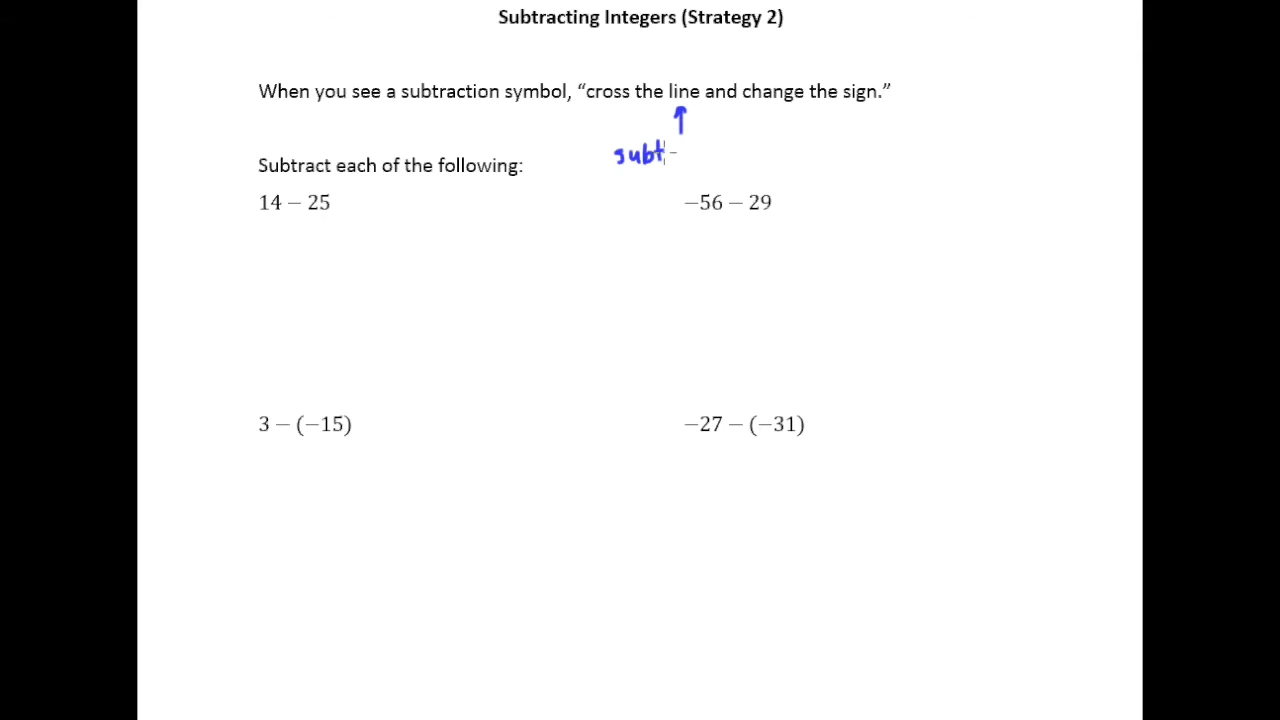 Subtracting Integers (Strategy 2)
When you see a subtraction symbol, “cross the line and change the sign.”
subt
Subtract each of the following:
14 − 25
−56 − 29
3 − (−15)
−27 − (−31)